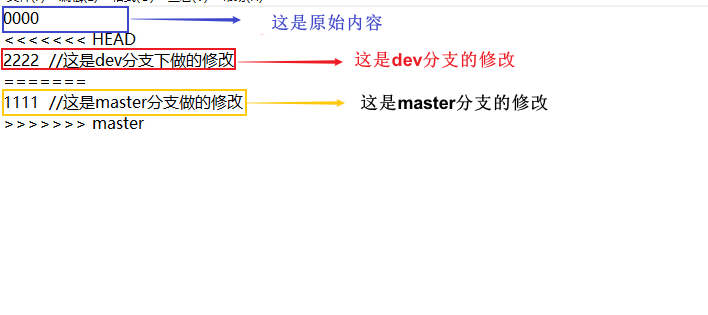 0000
这是原始内容
<<<<<<< HEAD
2222 //这是dev分支下做的修改
这是dev分支的修改
=======
1111 //这是master分支做的修改
这是master分支的修改
>>>>>>> master